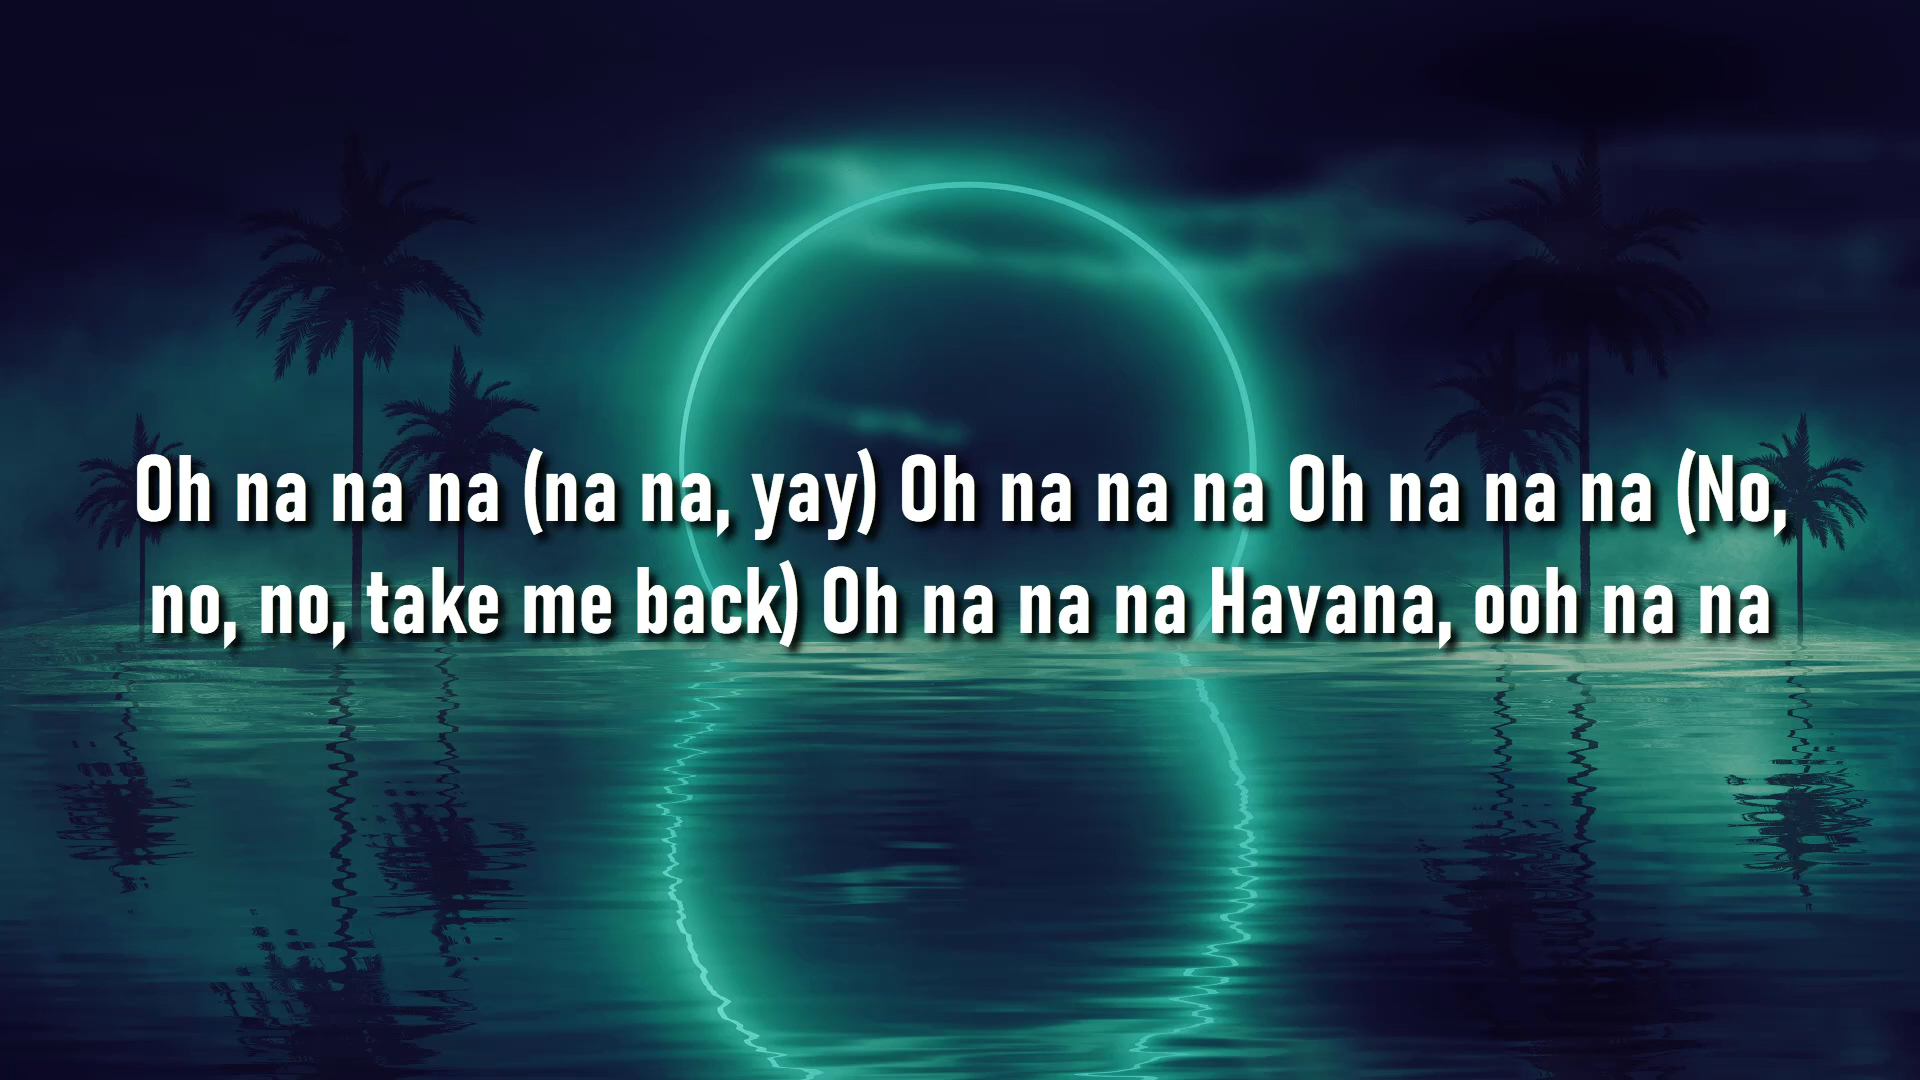 Oh na na na (na na, yay) Oh na na na Oh na na na (No,
no, no, take me back) Oh na na na Havana, ooh na na